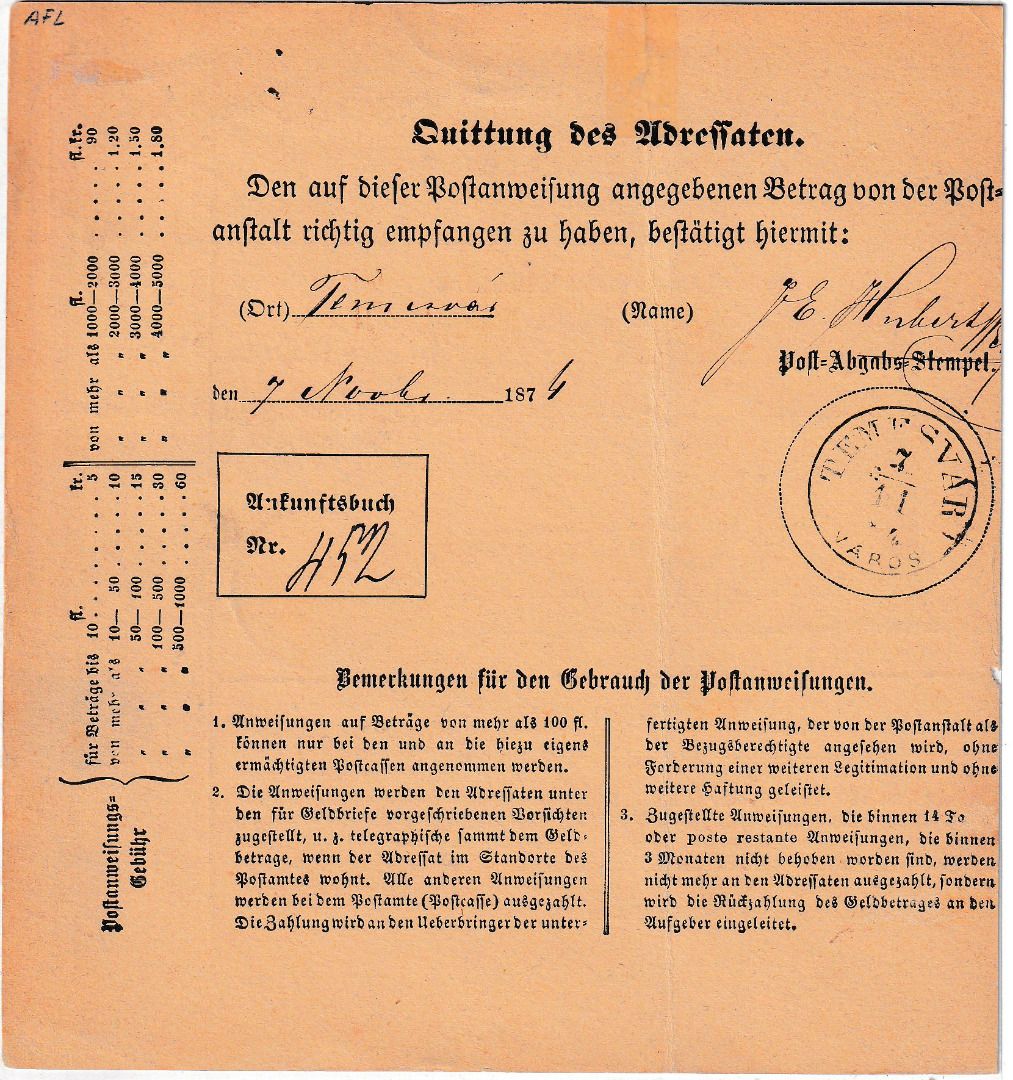 AFL
Quittung des Adressaten.
Den auf dieser Postanweisung angegebenen Betrag von der Post-
anstalt richtig empfangen zu haben, bestätigt hiermit:
(Ort) Temesvár (Name) J E. Hubert
Post-Abgabs-Stempel.
den 7 Novbr. 1874
TEMESVÁR
7
11
4
VÁROS
Ankunftsbuch
Nr. 452
Bemerkungen für den Gebrauch der Postanweisungen.
1. Anweisungen auf Beträge von mehr als 100 fl.
können nur bei den und an die hiezu eigens
ermächtigten Postcassen angenommen werden.
2. Die Anweisungen werden den Adressaten unter
den für Geldbriefe vorgeschriebenen Vorsichten
zugestellt, u. z. telegraphische sammt dem Geld-
betrage, wenn der Adressat im Standorte des
Postamtes wohnt. Alle anderen Anweisungen
werden bei dem Postamte (Postcasse) ausgezahlt.
Die Zahlung wird an den Ueberbringer der unter-
fertigten Anweisung, der von der Postanstalt als
der Bezugsberechtigte angesehen wird, ohne
Forderung einer weiteren Legitimation und ohne
weitere Haftung geleistet.
3. Zugestellte Anweisungen, die binnen 14 Ta
oder poste restante Anweisungen, die binnen
3 Monaten nicht behoben worden sind, werden
nicht mehr an den Adressaten ausgezahlt, sondern
wird die Rückzahlung des Geldbetrages an den
Aufgeber eingeleitet.
Postanweisungs-
Gebühr
fl. kr.
für Beträge bis 10 . . . . . . . 5
von mehr als 10— 50 . . . . 10
" " 50— 100 . . . . 15
" " 100— 500 . . . . 30
" " 500—1000 . . . . 60
fl. fl. kr.
von mehr als 1000—2000 . . . . 90
" " 2000—3000 . . . . 1.20
" " 3000—4000 . . . . 1.50
" " 4000—5000 . . . . 1.80